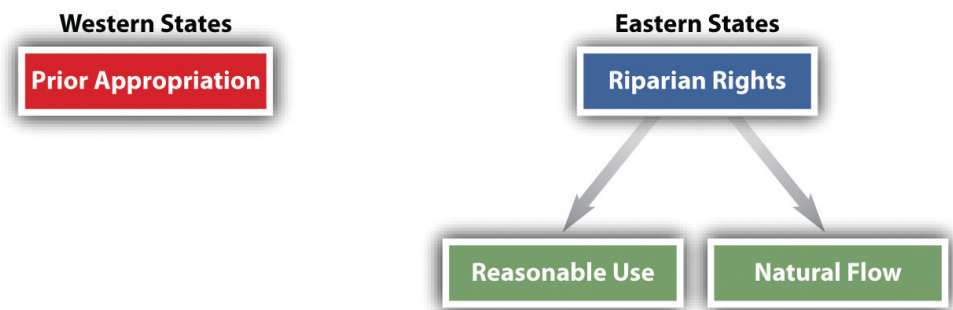 Western States
Prior Appropriation
Eastern States
Riparian Rights
Reasonable Use
Natural Flow